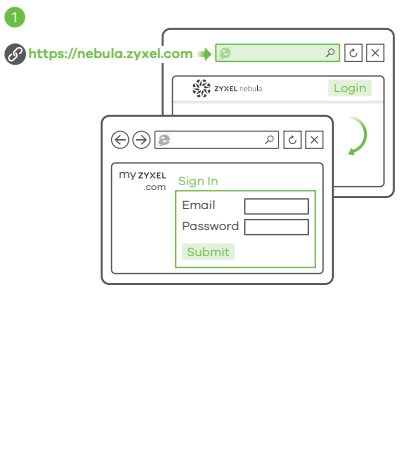 1
https://nebula.zyxel.com
ZYXEL nebula
Login
my ZYXEL
.com
Sign In
Email
Password
Submit